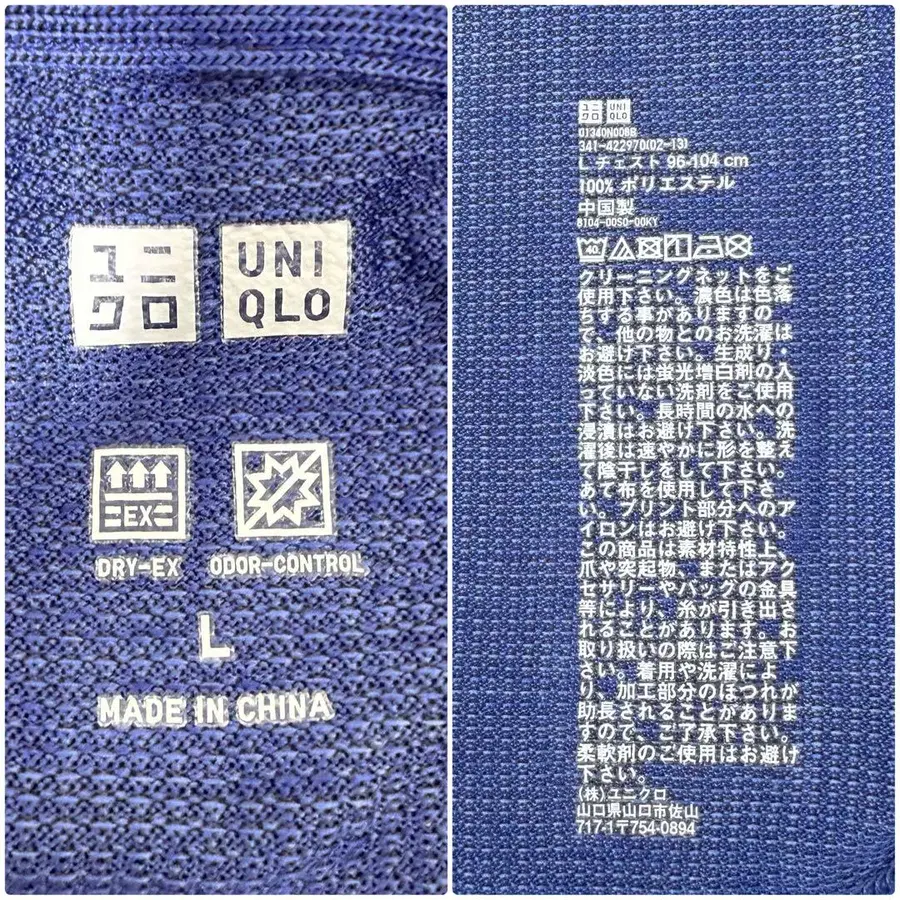 ユニ
クロ
UNI
QLO
EX
DRY-EX
ODOR-CONTROL
L
MADE IN CHINA
ユニ
クロ
UNI
QLO
U1340N008B
341-422970(02-13)
L チェスト 96-104 cm
100% ポリエステル
中国製
8104-00S0-00KY
40
クリーニングネットをご
使用下さい。濃色は色落
ちする事がありますの
で、他の物とのお洗濯は
お避け下さい。生成り・
淡色には蛍光増白剤の入
っていない洗剤をご使用
下さい。長時間の水への
浸漬はお避け下さい。洗
濯後は速やかに形を整え
て陰干しをして下さい。
あて布を使用して下さ
い。プリント部分へのア
イロンはお避け下さい。
この商品は素材特性上、
爪や突起物、またはアク
セサリーやバッグの金具
等により、糸が引き出さ
れることがあります。お
取り扱いの際はご注意下
さい。着用や洗濯によ
り、加工部分のほつれが
助長されることがありま
すので、ご了承下さい。
柔軟剤のご使用はお避け
下さい。
(株)ユニクロ
山口県山口市佐山
717-1〒754-0894